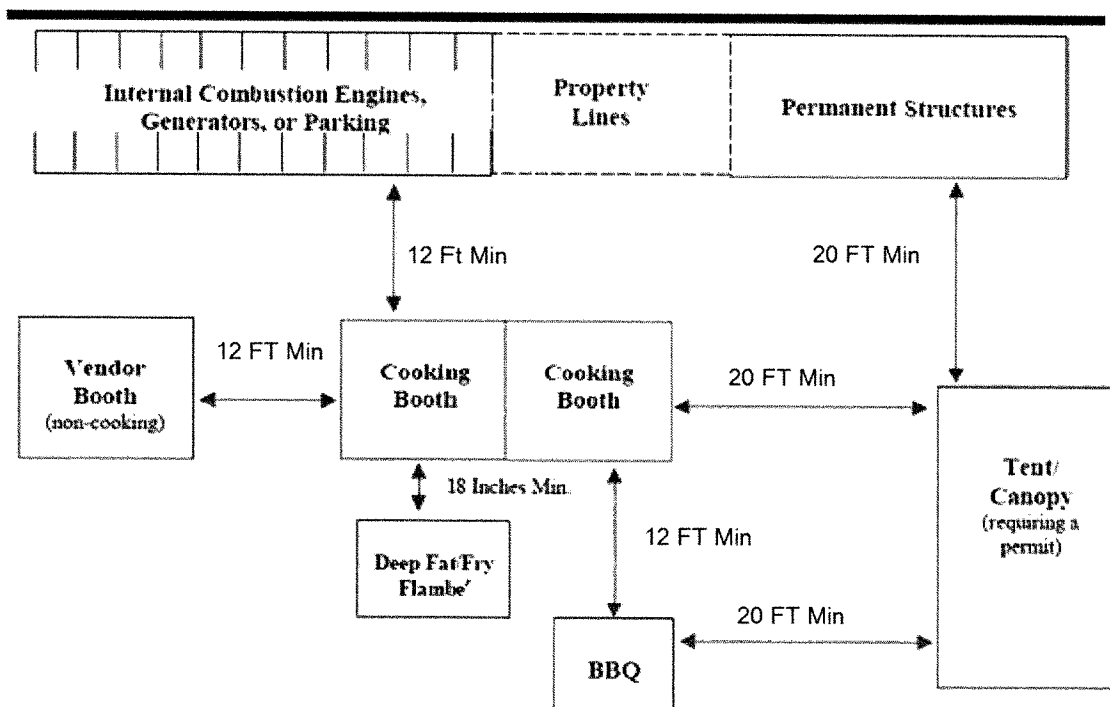 Internal Combustion Engines,
Generators, or Parking
Property
Lines
Permanent Structures
12 Ft Min
20 FT Min
Vendor
Booth
(non-cooking)
12 FT Min
Cooking
Booth
Cooking
Booth
20 FT Min
18 Inches Min.
Deep Fat/Fry
Flambe'
12 FT Min
BBQ
20 FT Min
Tent/
Canopy
(requiring a
permit)